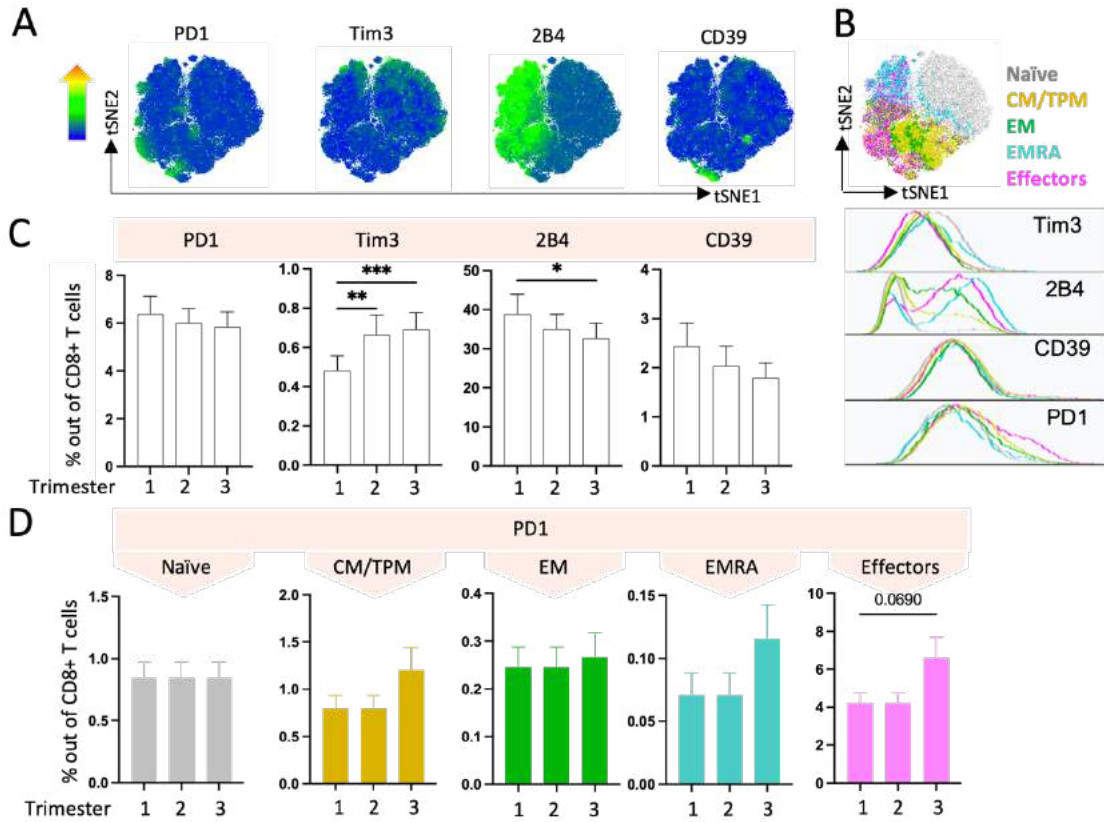 A
PD1 Tim3 2B4 CD39
tSNE2
tSNE1
B
tSNE2
tSNE1
Naïve
CM/TPM
EM
EMRA
Effectors
Tim3
2B4
CD39
PD1
C
PD1 Tim3 2B4 CD39
% out of CD8+ T cells
8
6
4
2
0
1.0
0.8
0.6
0.4
0.2
0.0
***
**
50
40
30
20
10
0
*
4
3
2
1
0
Trimester 1 2 3 1 2 3 1 2 3 1 2 3
D
PD1
Naïve CM/TPM EM EMRA Effectors
% out of CD8+ T cells
1.5
1.0
0.5
0.0
2.0
1.5
1.0
0.5
0.0
0.4
0.3
0.2
0.1
0.0
0.15
0.10
0.05
0.00
10
8
6
4
2
0
0.0690
Trimester 1 2 3 1 2 3 1 2 3 1 2 3 1 2 3